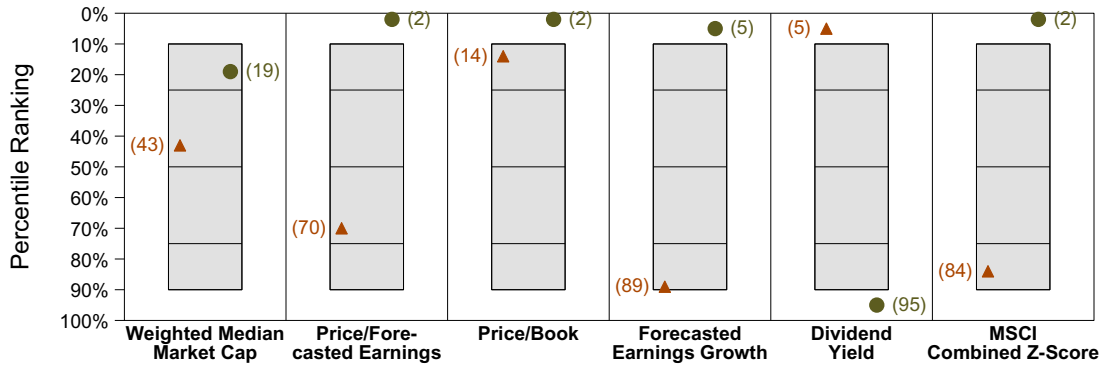 Percentile Ranking
0%
10%
20%
30%
40%
50%
60%
70%
80%
90%
100%
(19)
(43)
(2)
(70)
(2)
(14)
(5)
(89)
(5)
(95)
(2)
(84)
Weighted Median
Market Cap
Price/Fore-
casted Earnings
Price/Book
Forecasted
Earnings Growth
Dividend
Yield
MSCI
Combined Z-Score